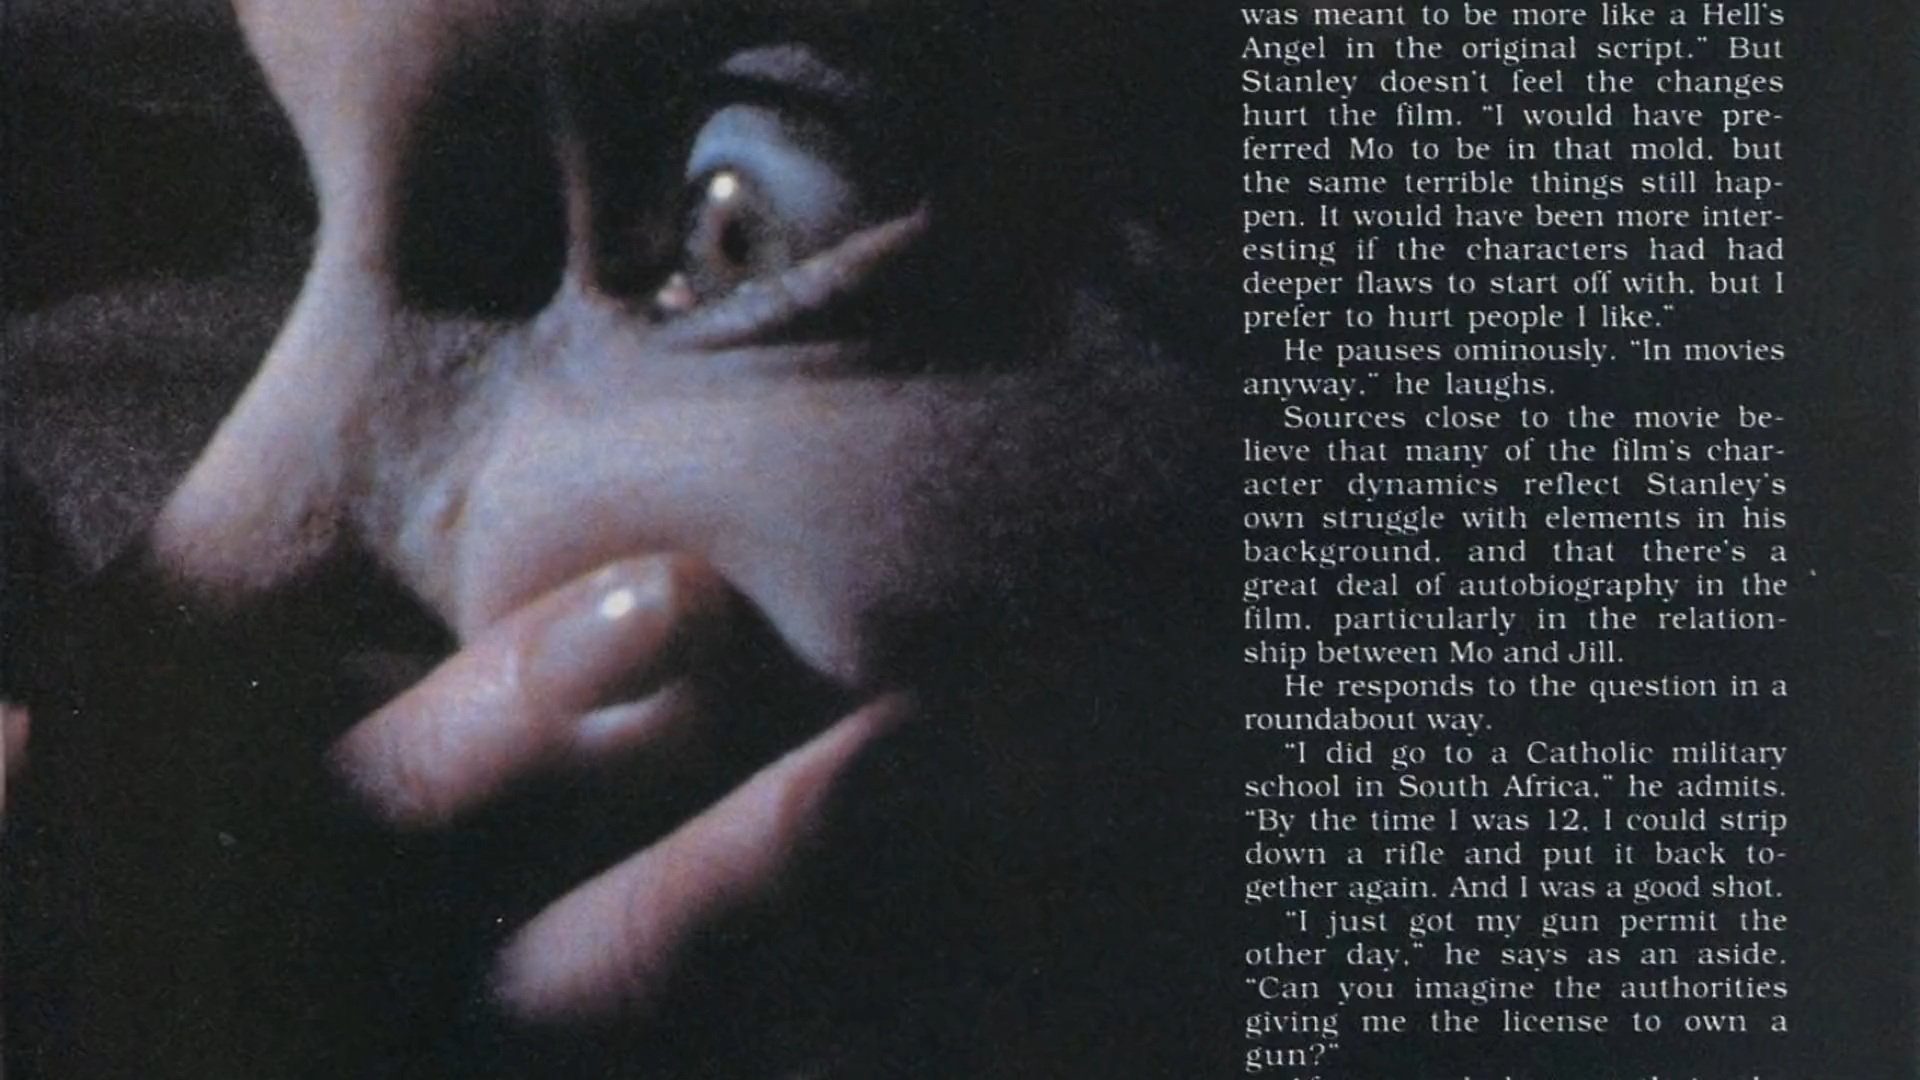 was meant to be more like a Hell's
Angel in the original script." But
Stanley doesn't feel the changes
hurt the film. "I would have pre-
ferred Mo to be in that mold, but
the same terrible things still hap-
pen. It would have been more inter-
esting if the characters had had
deeper flaws to start off with, but I
prefer to hurt people I like."
He pauses ominously. "In movies
anyway," he laughs.
Sources close to the movie be-
lieve that many of the film's char-
acter dynamics reflect Stanley's
own struggle with elements in his
background, and that there's a
great deal of autobiography in the
film, particularly in the relation-
ship between Mo and Jill.
He responds to the question in a
roundabout way.
"I did go to a Catholic military
school in South Africa," he admits.
"By the time I was 12, I could strip
down a rifle and put it back to-
gether again. And I was a good shot.
"I just got my gun permit the
other day," he says as an aside.
"Can you imagine the authorities
giving me the license to own a
gun?"